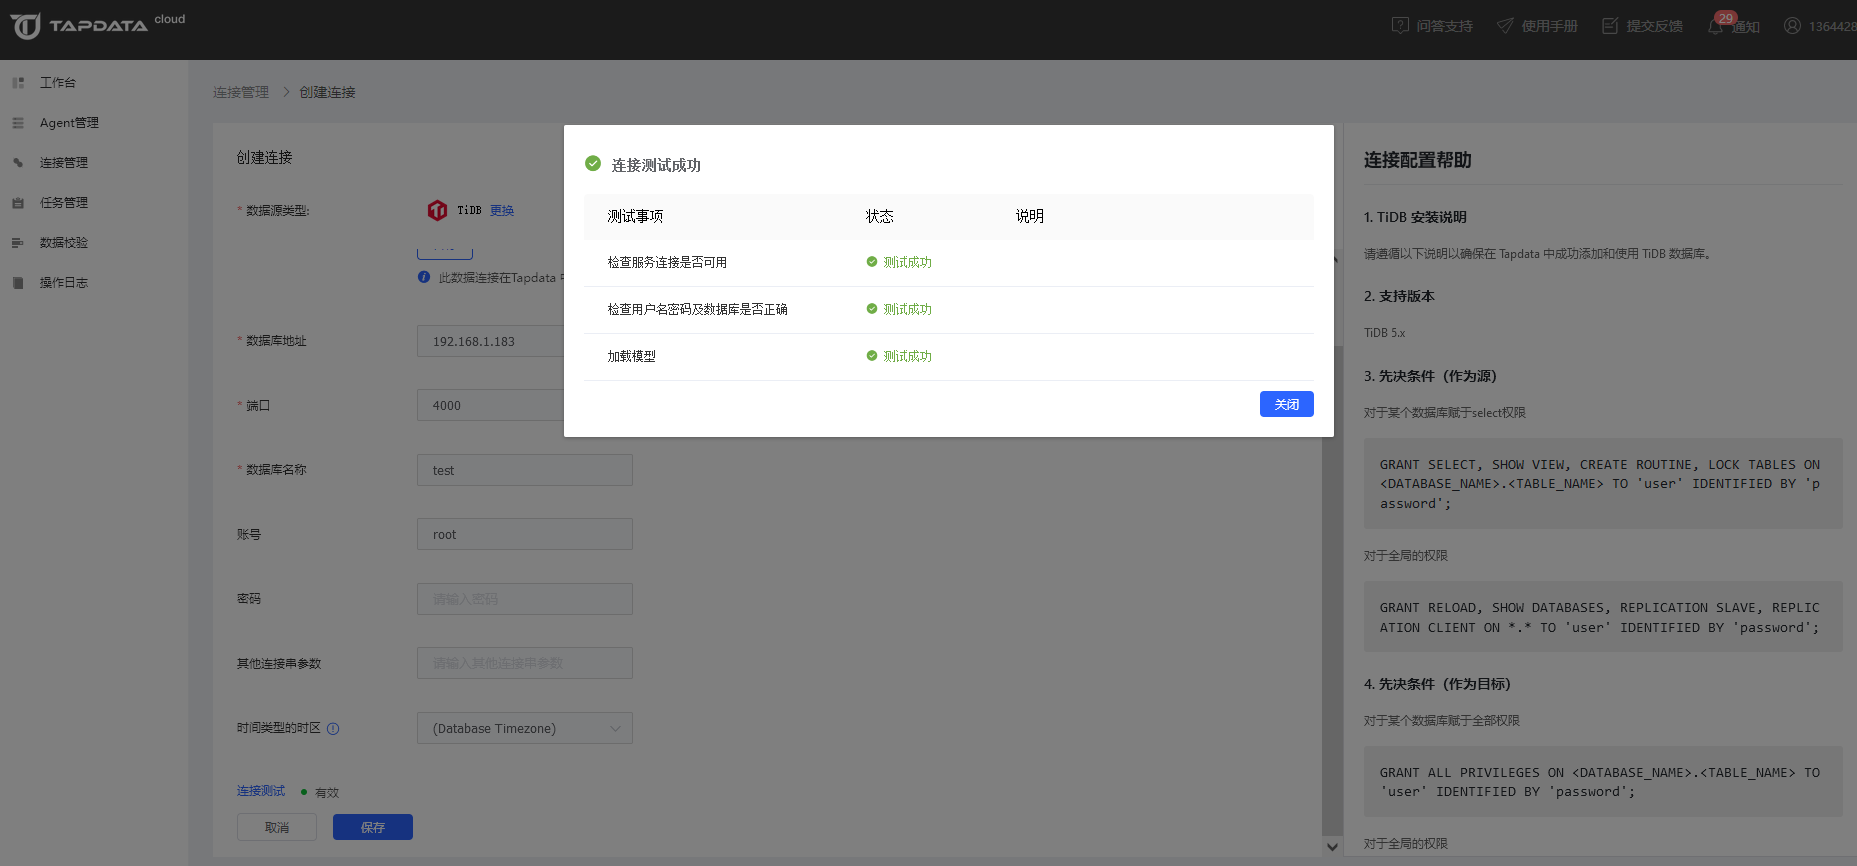 TAPDATA cloud
问答支持
使用手册
提交反馈
29
通知
1364428
工作台
Agent管理
连接管理
任务管理
数据校验
操作日志
连接管理 > 创建连接
创建连接
* 数据源类型:
TiDB 更换
此数据连接在Tapdata 中
* 数据库地址
192.168.1.183
* 端口
4000
* 数据库名称
test
账号
root
密码
请输入密码
其他连接串参数
请输入其他连接串参数
时间类型的时区
(Database Timezone)
连接测试 有效
取消
保存
连接测试成功
测试事项 状态 说明
检查服务连接是否可用 测试成功
检查用户名密码及数据库是否正确 测试成功
加载模型 测试成功
关闭
连接配置帮助
1. TiDB 安装说明
请遵循以下说明以确保在 Tapdata 中成功添加和使用 TiDB 数据库。
2. 支持版本
TiDB 5.x
3. 先决条件（作为源）
对于某个数据库赋于select权限
GRANT SELECT, SHOW VIEW, CREATE ROUTINE, LOCK TABLES ON
<DATABASE_NAME>.<TABLE_NAME> TO 'user' IDENTIFIED BY 'p
assword';
对于全局的权限
GRANT RELOAD, SHOW DATABASES, REPLICATION SLAVE, REPLIC
ATION CLIENT ON *.* TO 'user' IDENTIFIED BY 'password';
4. 先决条件（作为目标）
对于某个数据库赋于全部权限
GRANT ALL PRIVILEGES ON <DATABASE_NAME>.<TABLE_NAME> TO
'user' IDENTIFIED BY 'password';
对于全局的权限